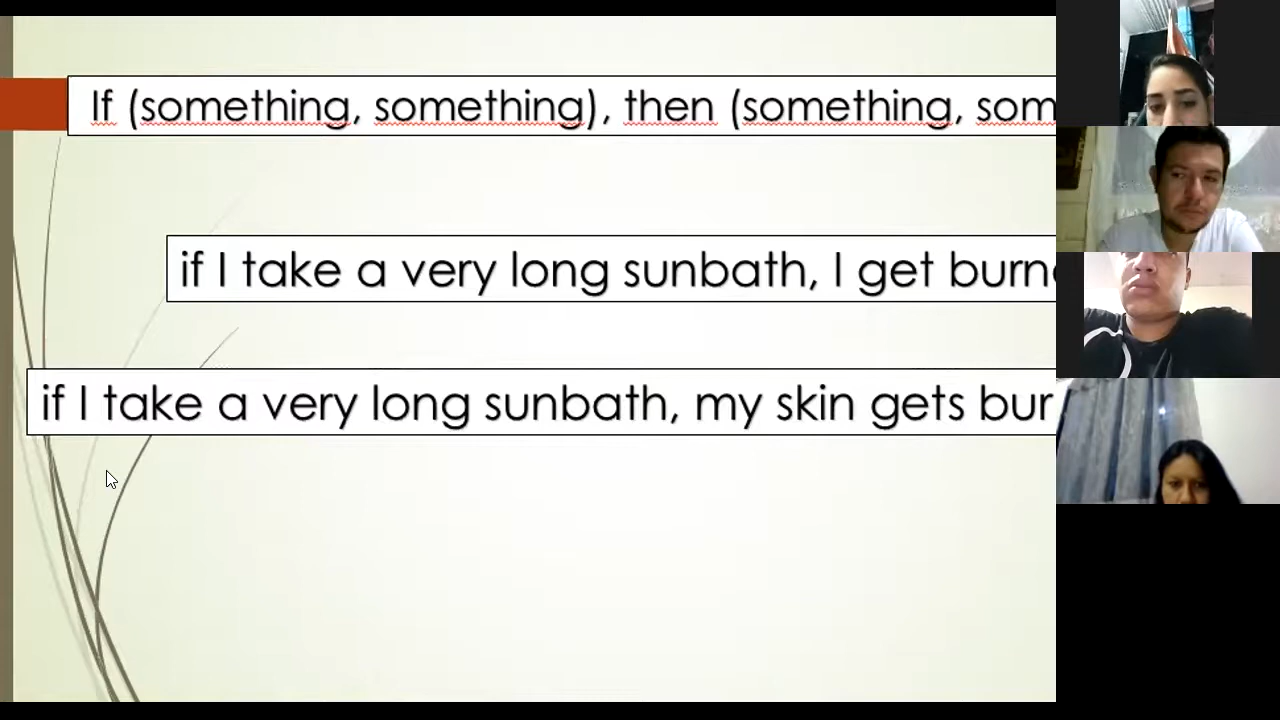 If (something, something), then (something,
if I take a very long sunbath, I get
if I take a very long sunbath, my skin gets